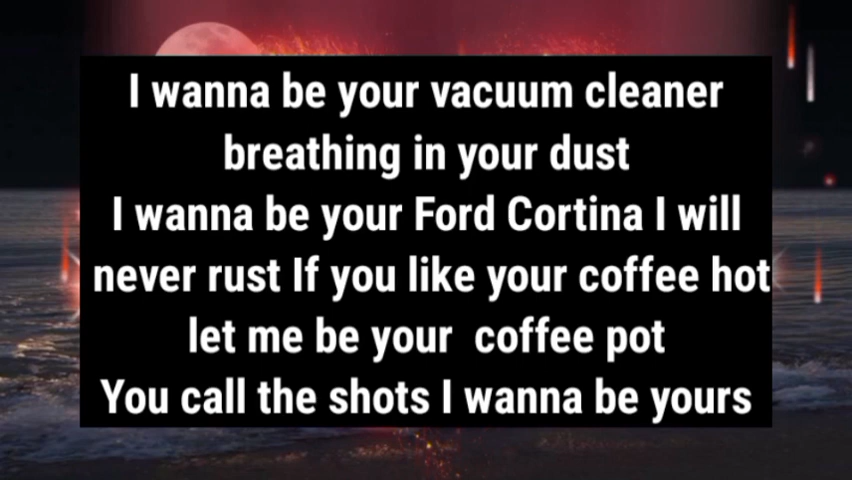 I wanna be your vacuum cleaner
breathing in your dust
I wanna be your Ford Cortina I will
never rust If you like your coffee hot
let me be your  coffee pot
You call the shots I wanna be yours